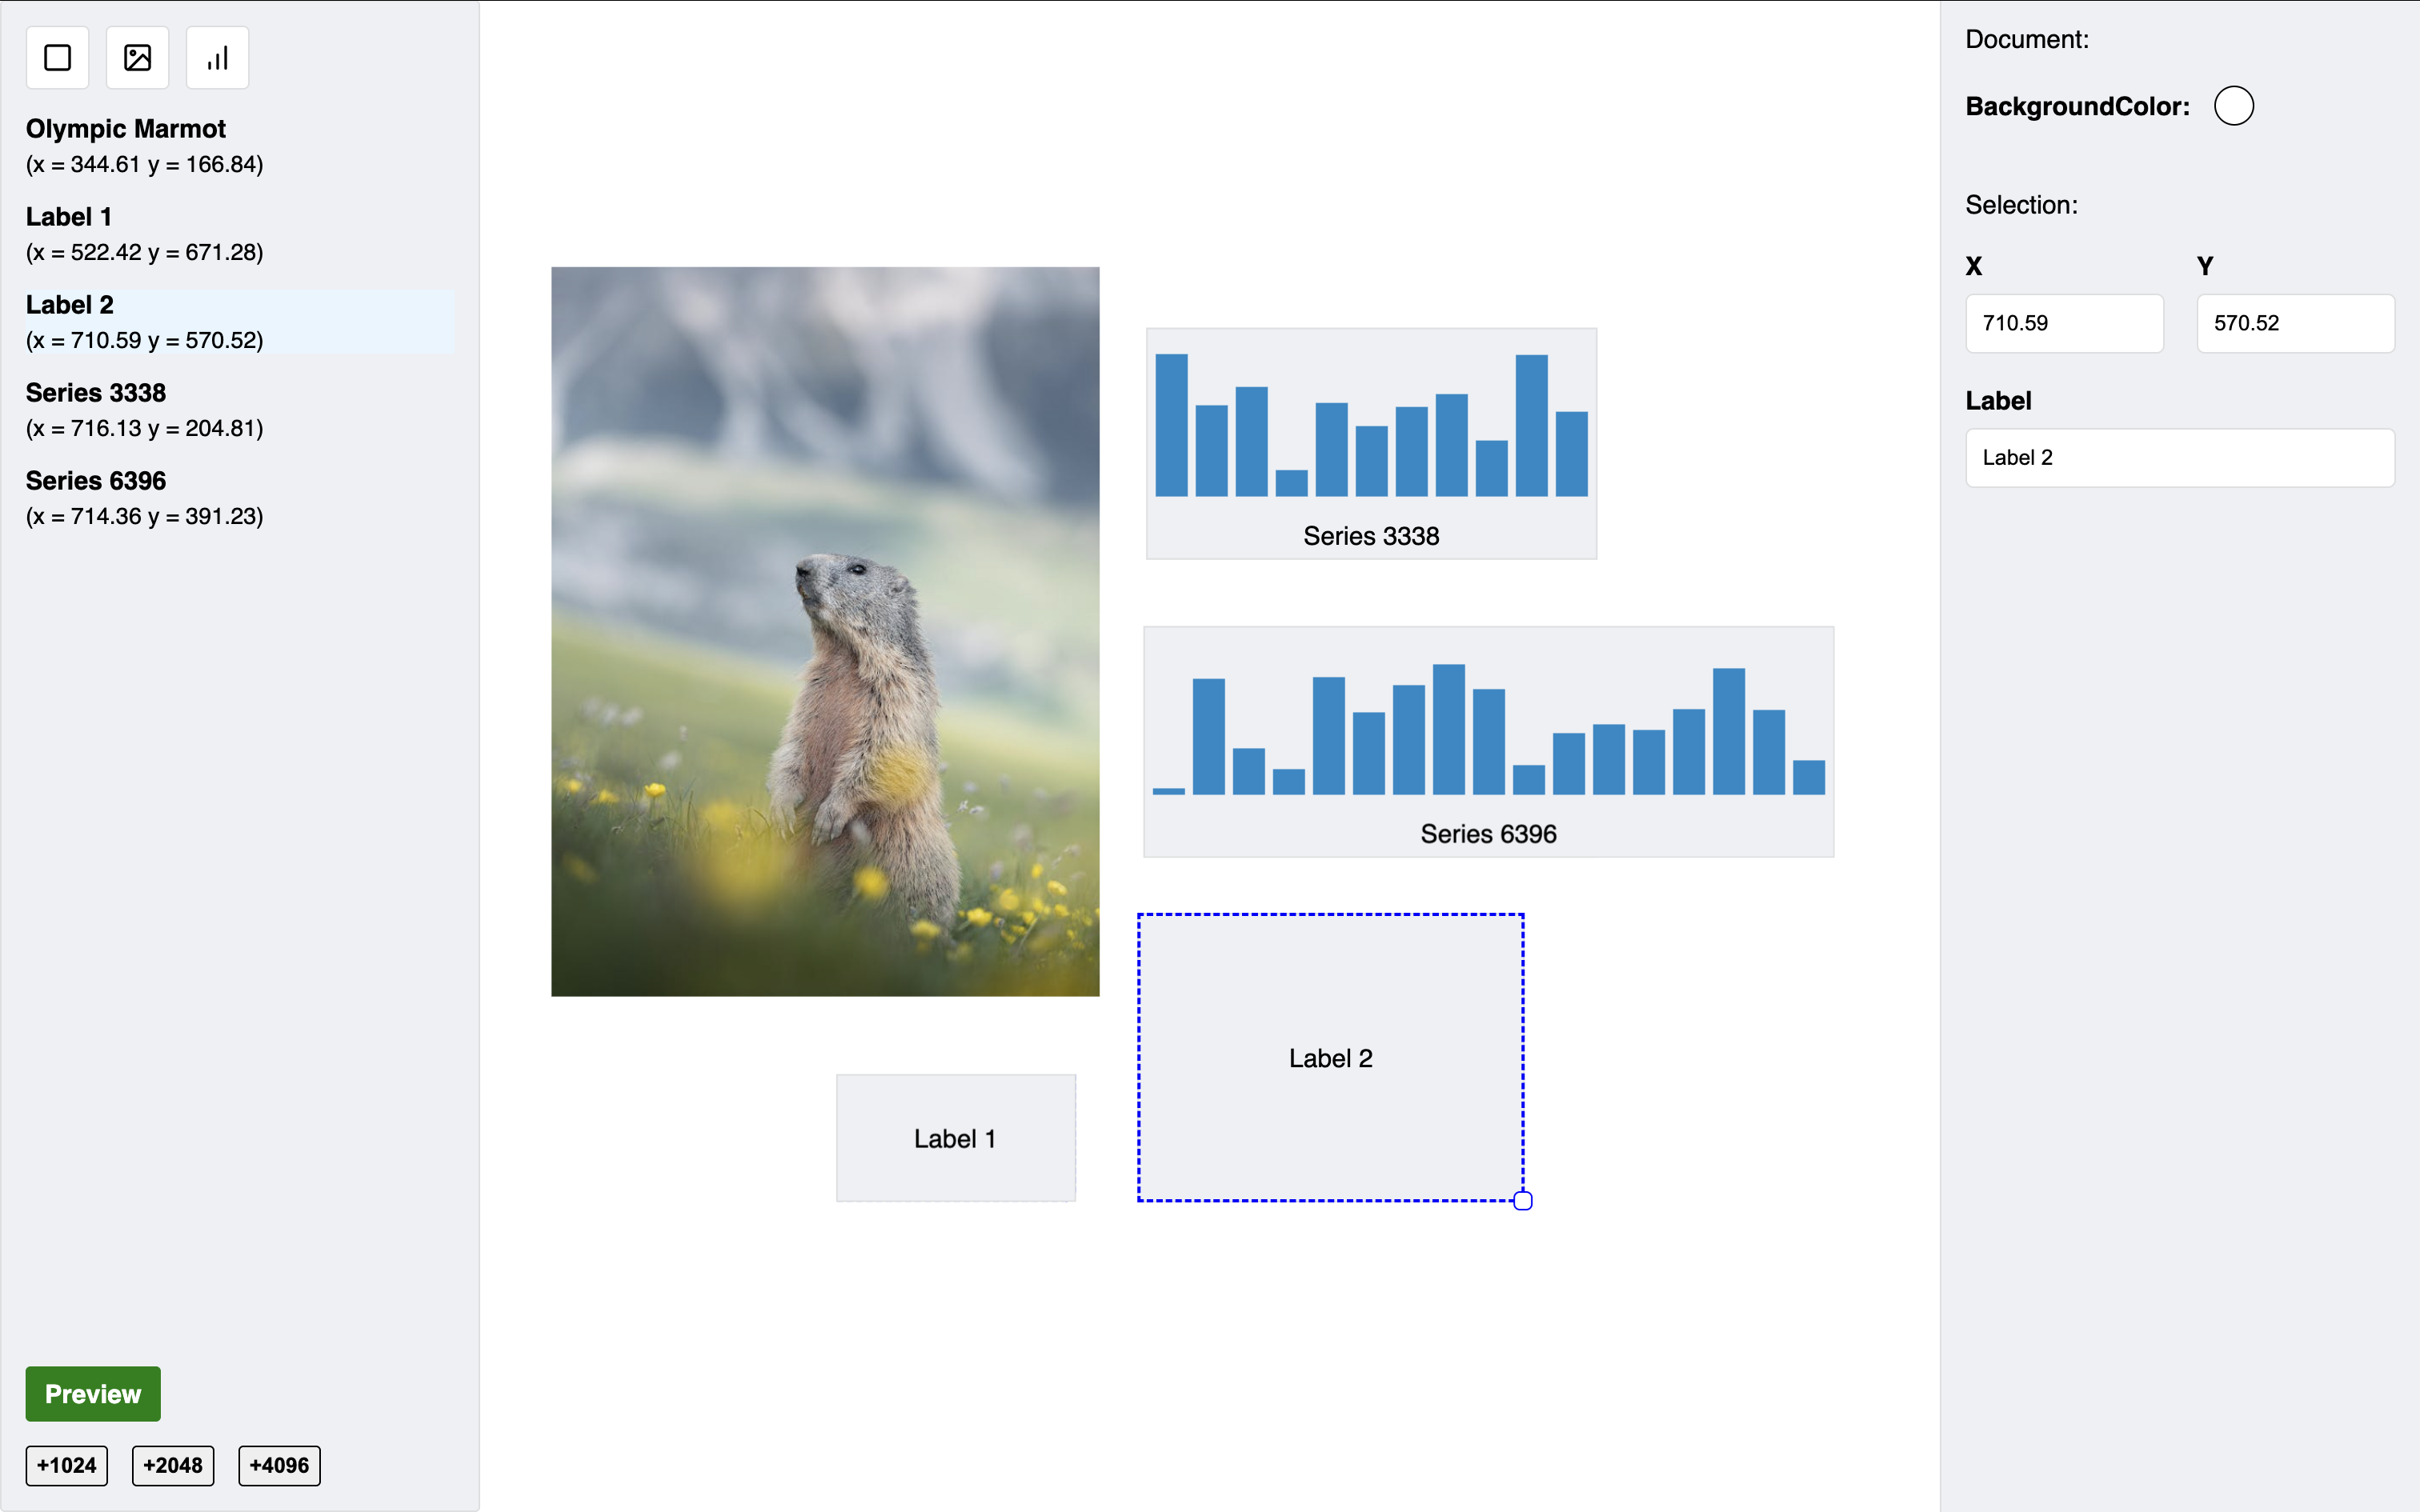 Olympic Marmot
(x = 344.61 y = 166.84)
Label 1
(x = 522.42 y = 671.28)
Label 2
(x = 710.59 y = 570.52)
Series 3338
(x = 716.13 y = 204.81)
Series 6396
(x = 714.36 y = 391.23)
Preview
+1024 +2048 +4096
Series 3338
Series 6396
Label 2
Label 1
Document:
BackgroundColor:
Selection:
X Y
710.59 570.52
Label
Label 2